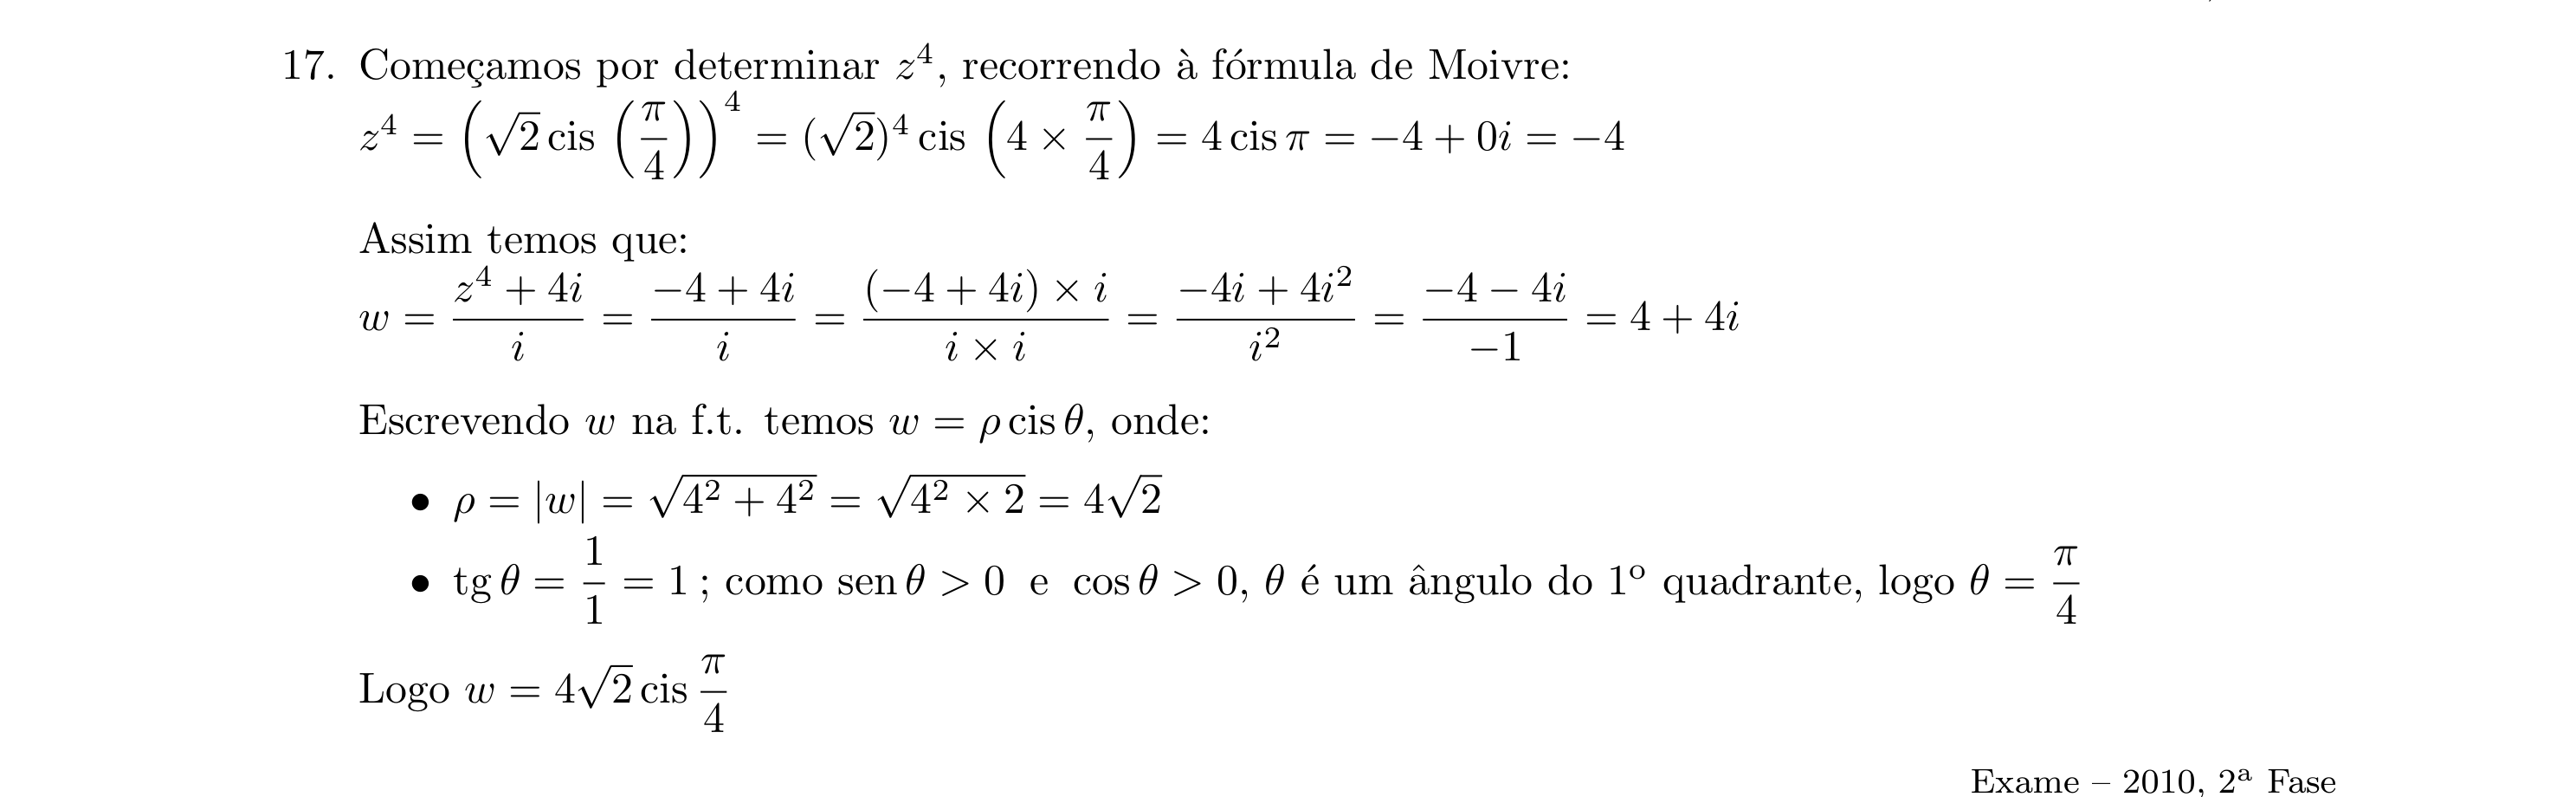 17. Começamos por determinar z⁴, recorrendo à fórmula de Moivre:
z⁴ = (√2 cis (π/4))⁴ = (√2)⁴ cis (4 × π/4) = 4 cis π = −4 + 0i = −4
Assim temos que:
w = (z⁴ + 4i)/i = (−4 + 4i)/i = ((−4 + 4i) × i)/(i × i) = (−4i + 4i²)/i² = (−4 − 4i)/−1 = 4 + 4i
Escrevendo w na f.t. temos w = ρ cis θ, onde:
• ρ = |w| = √(4² + 4²) = √(4² × 2) = 4√2
• tg θ = 1/1 = 1 ; como sen θ > 0 e cos θ > 0, θ é um ângulo do 1º quadrante, logo θ = π/4
Logo w = 4√2 cis π/4
Exame – 2010, 2ª Fase